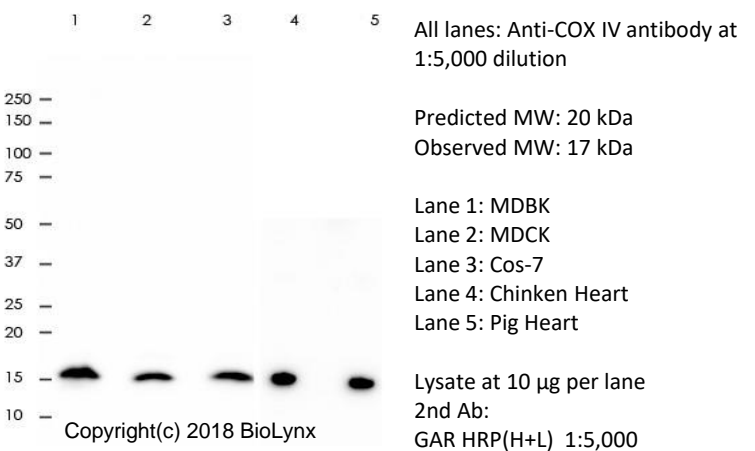 1 2 3 4 5
250
150
100
75
50
37
25
20
15
10
Copyright(c) 2018 BioLynx
All lanes: Anti-COX IV antibody at
1:5,000 dilution
Predicted MW: 20 kDa
Observed MW: 17 kDa
Lane 1: MDBK
Lane 2: MDCK
Lane 3: Cos-7
Lane 4: Chinken Heart
Lane 5: Pig Heart
Lysate at 10 µg per lane
2nd Ab:
GAR HRP(H+L) 1:5,000